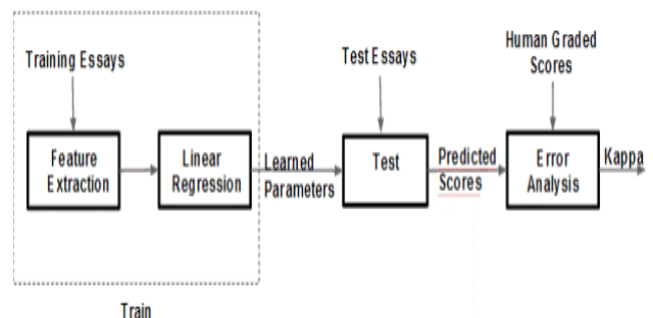 Training Essays
Feature
Extraction
Linear
Regression
Learned
Parameters
Test Essays
Test
Predicted
Scores
Human Graded
Scores
Error
Analysis
Kappa
Train